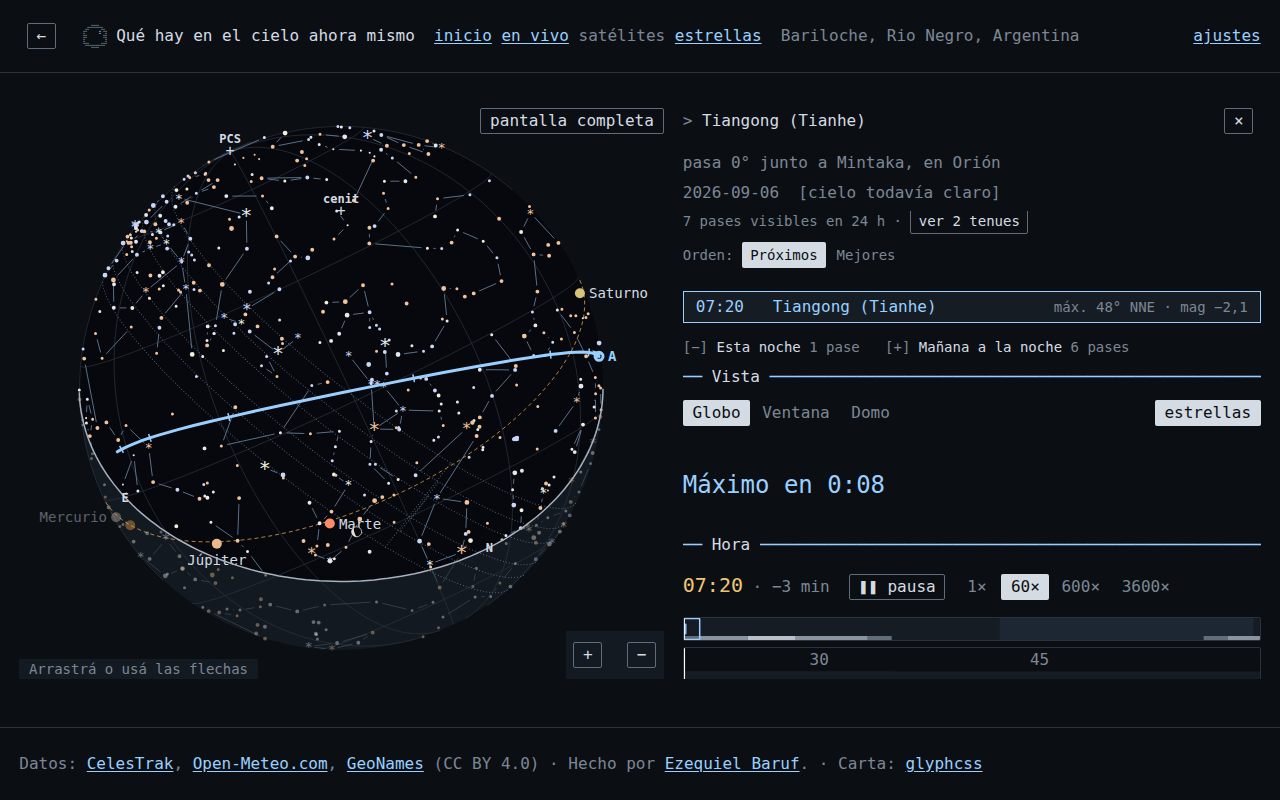 ← Qué hay en el cielo ahora mismo inicio en vivo satélites estrellas Bariloche, Rio Negro, Argentina ajustes
pantalla completa
PCS
cenit
Saturno
A
E
Mercurio
Marte
Júpiter
N
+ −
Arrastrá o usá las flechas
> Tiangong (Tianhe) ×
pasa 0° junto a Mintaka, en Orión
2026-09-06 [cielo todavía claro]
7 pases visibles en 24 h · ver 2 tenues
Orden: Próximos Mejores
07:20 Tiangong (Tianhe) máx. 48° NNE · mag −2,1
[−] Esta noche 1 pase [+] Mañana a la noche 6 pases
Vista
Globo Ventana Domo estrellas
Máximo en 0:08
Hora
07:20 · −3 min ❚❚ pausa 1× 60× 600× 3600×
30 45
Datos: CelesTrak, Open-Meteo.com, GeoNames (CC BY 4.0) · Hecho por Ezequiel Baruf. · Carta: glyphcss